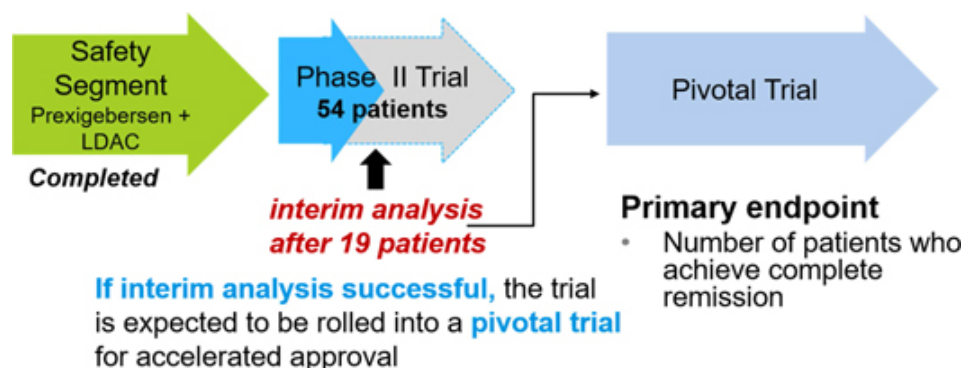 Safety
Segment
Prexigebersen +
LDAC
Completed
Phase II Trial
54 patients
interim analysis
after 19 patients
If interim analysis successful, the trial
is expected to be rolled into a pivotal trial
for accelerated approval
Pivotal Trial
Primary endpoint
• Number of patients who
achieve complete
remission